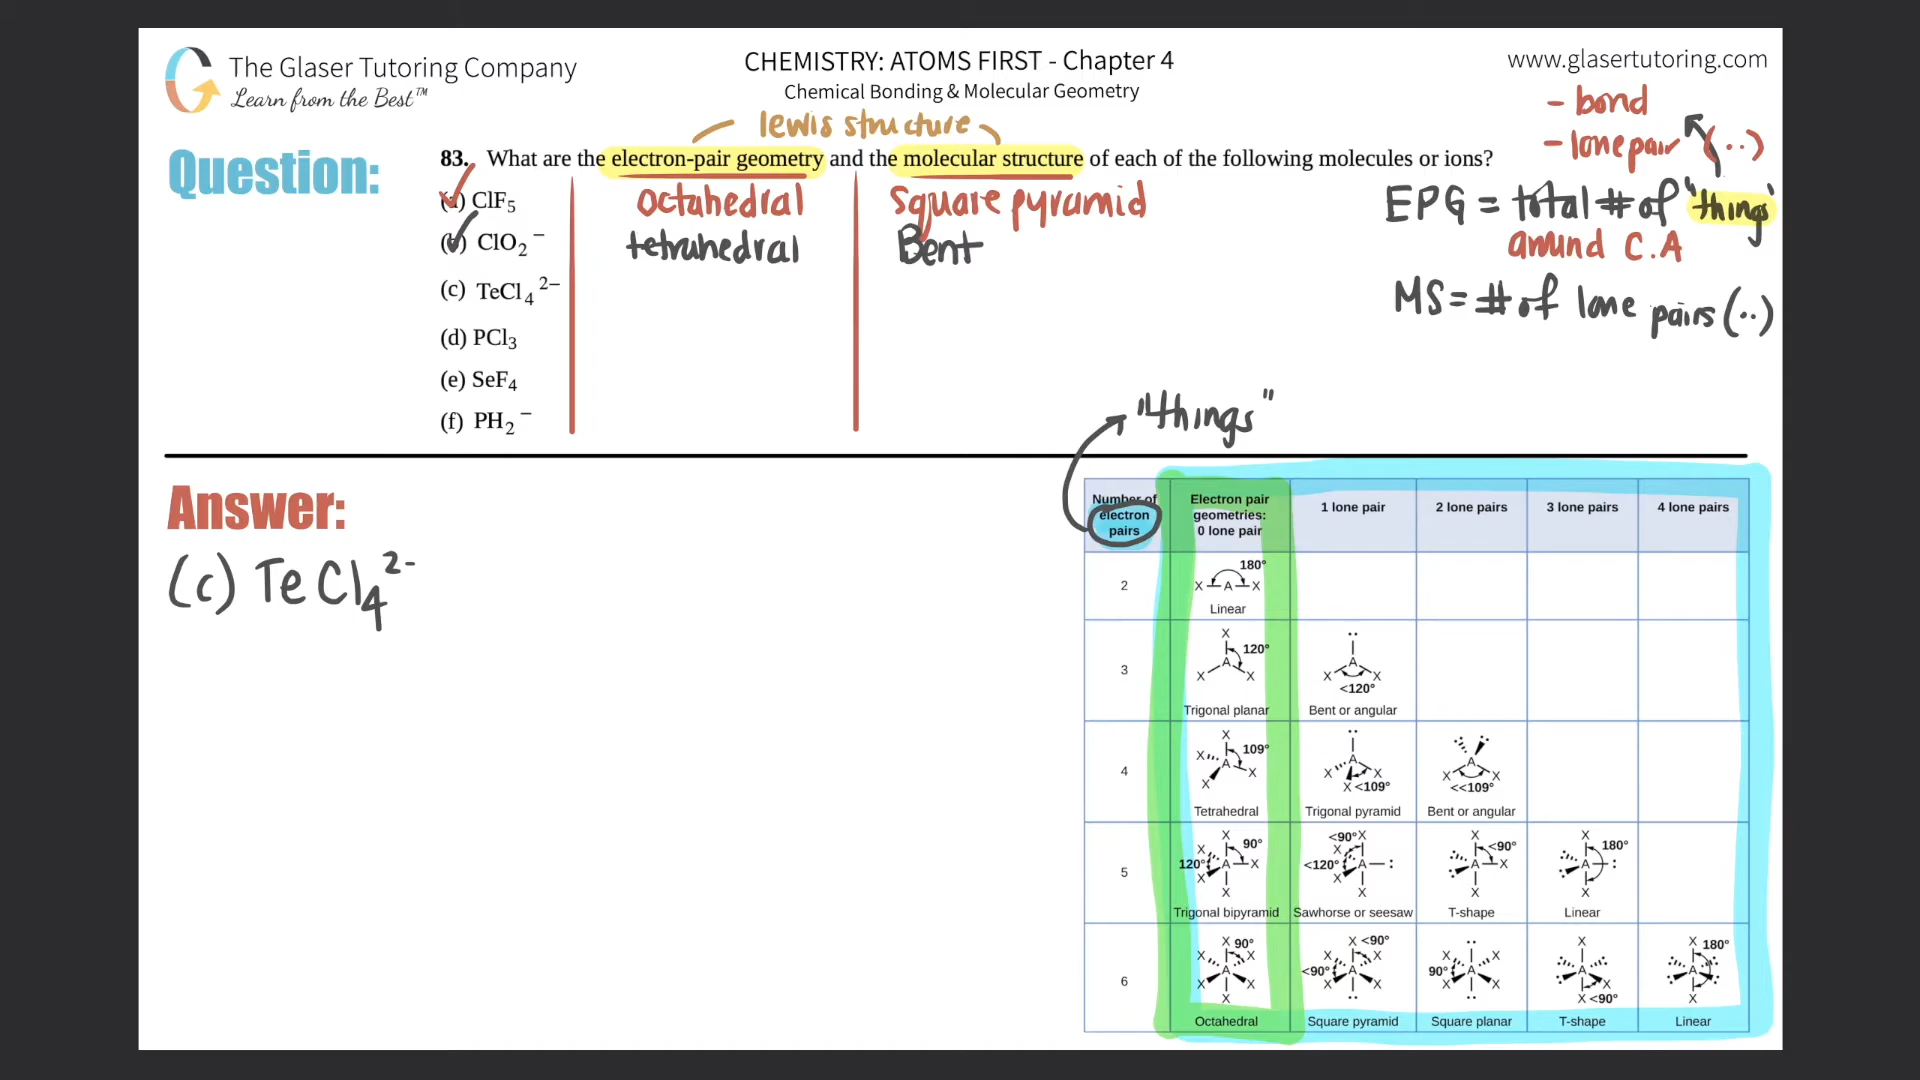 The Glaser Tutoring Company
Learn from the Best™
CHEMISTRY: ATOMS FIRST - Chapter 4
Chemical Bonding & Molecular Geometry
www.glasertutoring.com
- bond
- lone pair (··)
lewis structure
Question:
83. What are the electron-pair geometry and the molecular structure of each of the following molecules or ions?
(a) ClF5 octahedral square pyramid
(b) ClO2 − tetrahedral Bent
(c) TeCl4 2−
(d) PCl3
(e) SeF4
(f) PH2 −
EPG = total # of "things"
around C.A
MS = # of lone pairs (··)
"things"
Answer:
(c) TeCl4 2-
Number of electron pairs
Electron pair geometries: 0 lone pair
1 lone pair
2 lone pairs
3 lone pairs
4 lone pairs
2
180°
X A X
Linear
3
X 120° A X X
Trigonal planar
A X X <120°
Bent or angular
4
X 109° X A X X
Tetrahedral
A X X X <109°
Trigonal pyramid
A X X <<109°
Bent or angular
5
X 90° X 120° A X X X
Trigonal bipyramid
<90° X X <120° A X X
Sawhorse or seesaw
X <90° A X X
T-shape
X 180° A X
Linear
6
X 90° X X A X X X
Octahedral
X <90° X X <90° A X X
Square pyramid
X X 90° A X X
Square planar
X A X X <90°
T-shape
X 180° A X
Linear